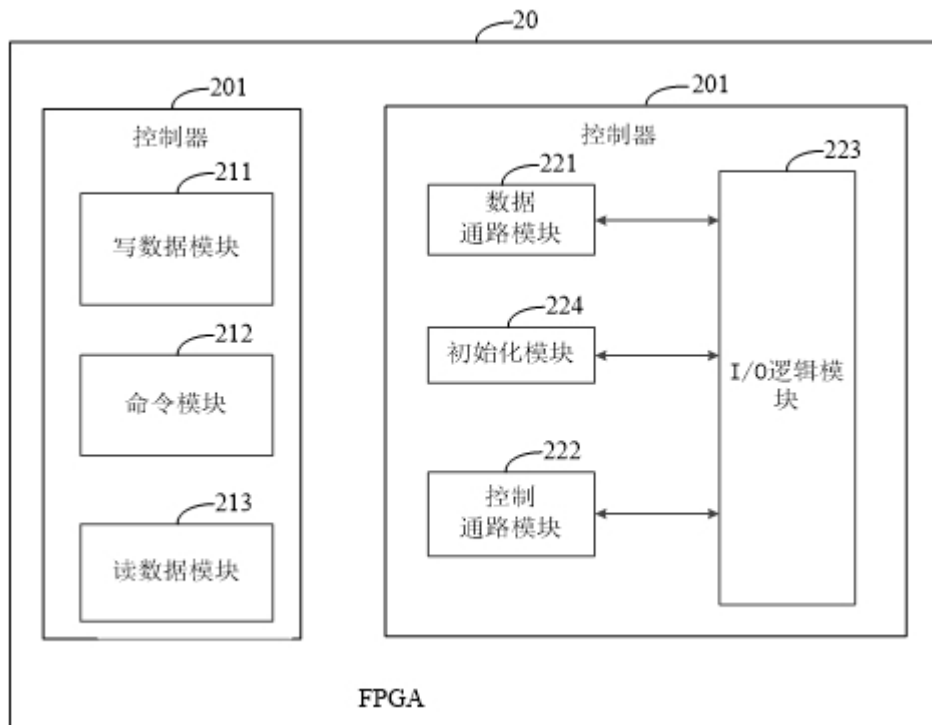 20
201
控制器
211
写数据模块
212
命令模块
213
读数据模块
201
控制器
221
数据
通路模块
224
初始化模块
222
控制
通路模块
223
I/O逻辑模
块
FPGA